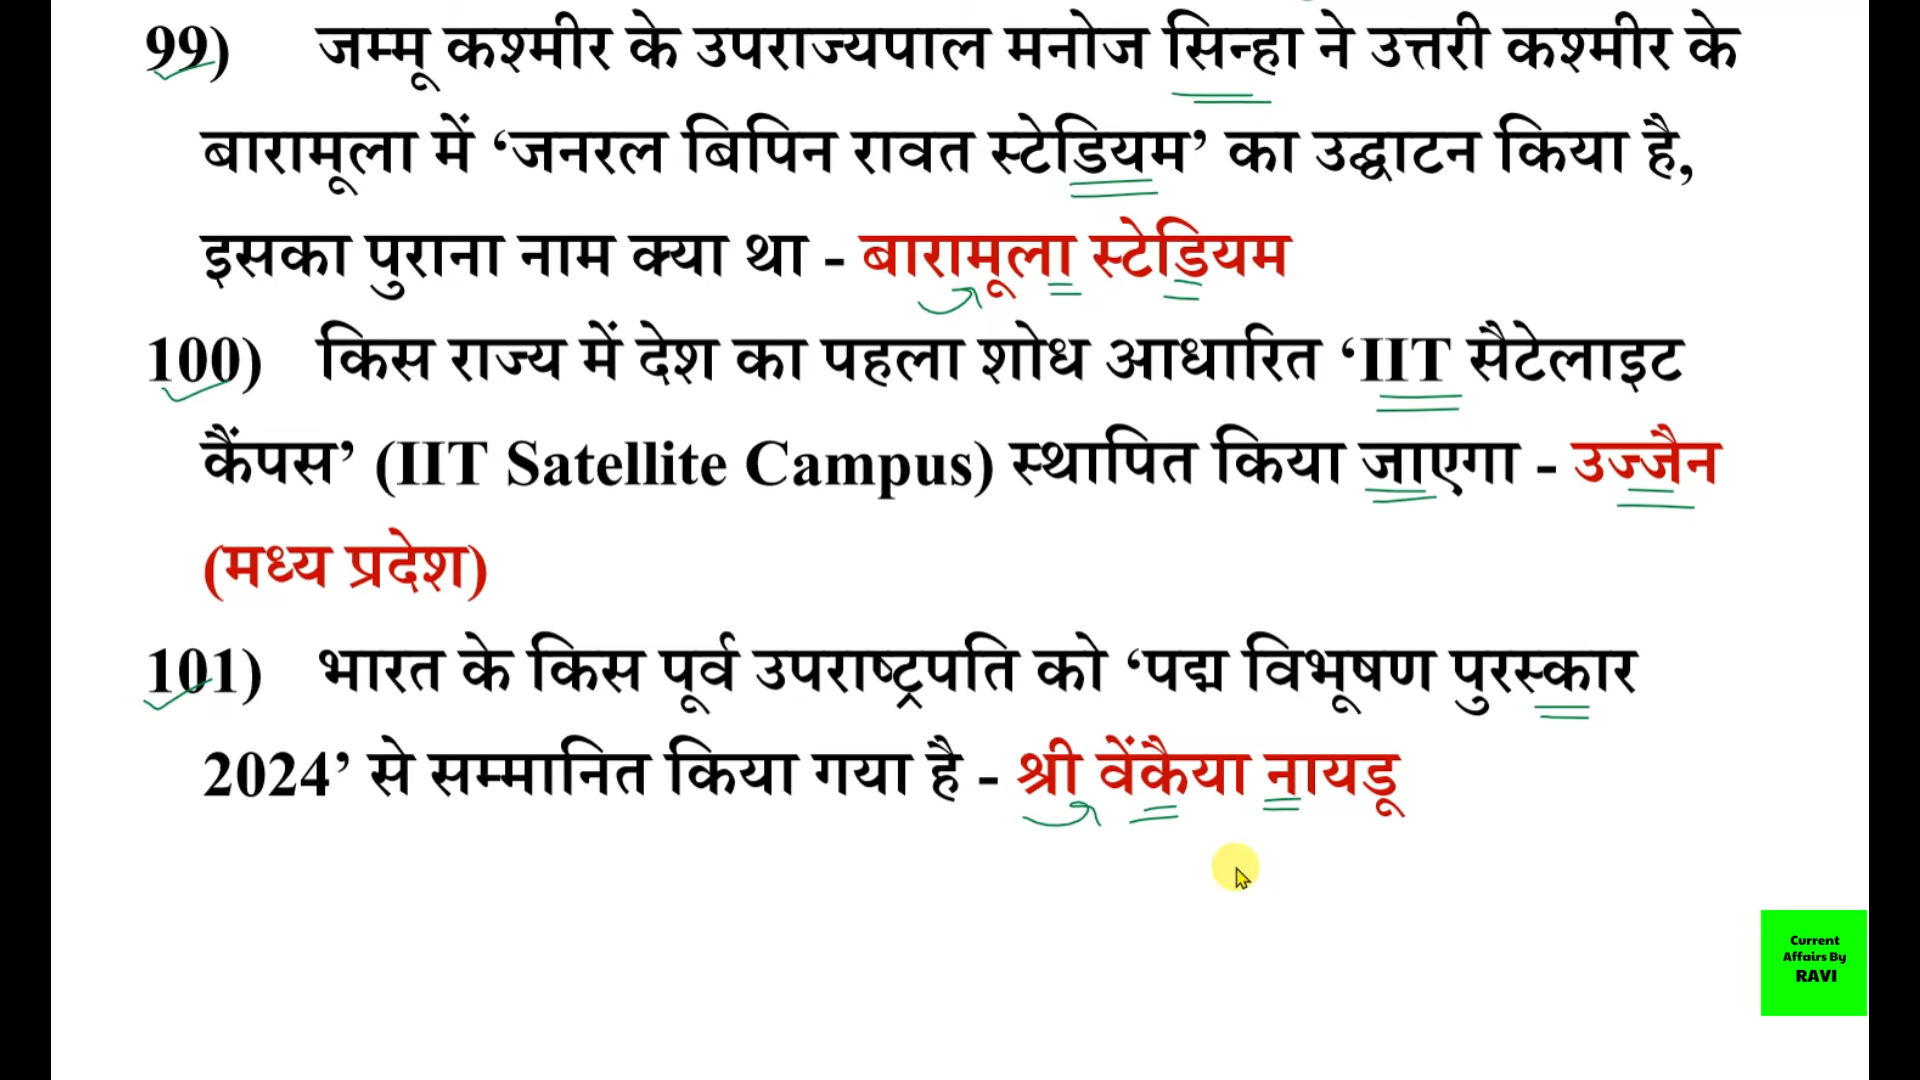 99) जम्मू कश्मीर के उपराज्यपाल मनोज सिन्हा ने उत्तरी कश्मीर के
बारामूला में ‘जनरल बिपिन रावत स्टेडियम’ का उद्घाटन किया है,
इसका पुराना नाम क्या था - बारामूला स्टेडियम
100) किस राज्य में देश का पहला शोध आधारित ‘IIT सैटेलाइट
कैंपस’ (IIT Satellite Campus) स्थापित किया जाएगा - उज्जैन
(मध्य प्रदेश)
101) भारत के किस पूर्व उपराष्ट्रपति को ‘पद्म विभूषण पुरस्कार
2024’ से सम्मानित किया गया है - श्री वेंकैया नायडू
Current
Affairs By
RAVI